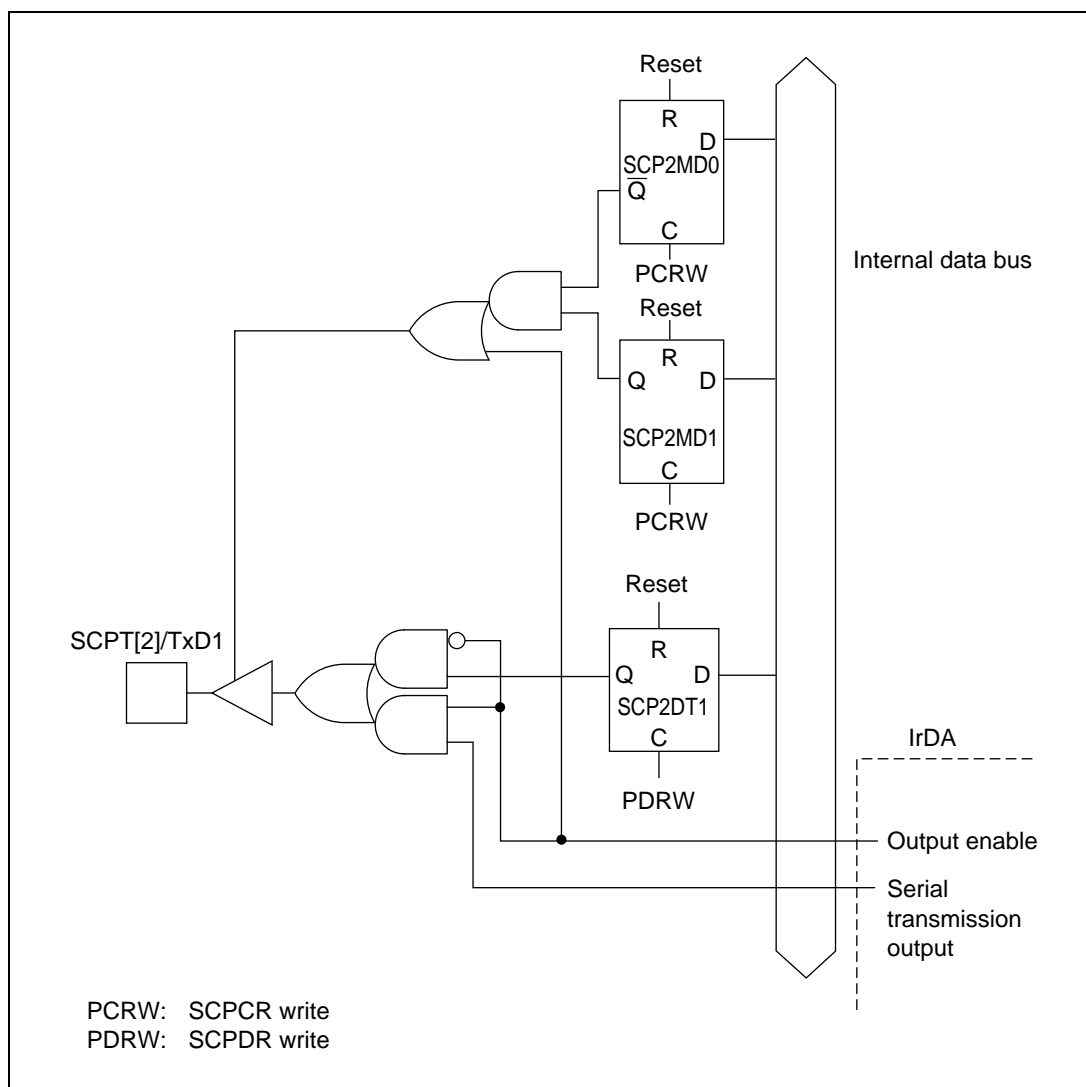 Reset
R
D
SCP2MD0
Q̅
C
PCRW
Internal data bus
Reset
R
Q D
SCP2MD1
C
PCRW
Reset
SCPT[2]/TxD1
R
Q D
SCP2DT1
C
IrDA
PDRW
Output enable
Serial
transmission
output
PCRW: SCPCR write
PDRW: SCPDR write